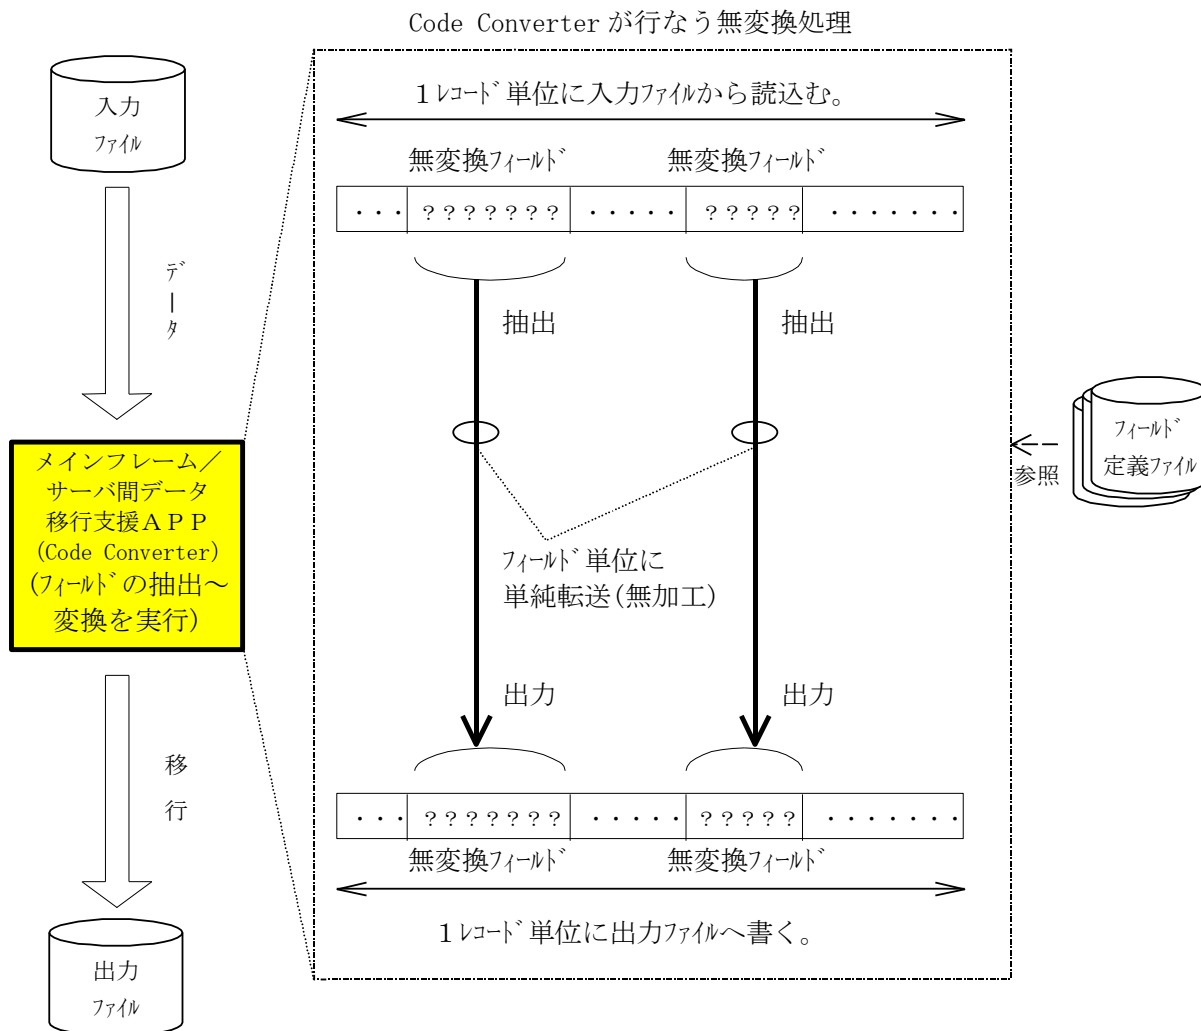 Code Converter が行なう無変換処理
入力
ﾌｧｲﾙ
１ﾚｺｰﾄﾞ単位に入力ﾌｧｲﾙから読込む。
無変換ﾌｨｰﾙﾄﾞ 無変換ﾌｨｰﾙﾄﾞ
・・・ ？？？？？？？ ・・・・・ ？？？？？ ・・・・・・・
ﾃﾞｰﾀ
抽出 抽出
ﾌｨｰﾙﾄﾞ
定義ﾌｧｲﾙ
参照
メインフレーム／
サーバ間データ
移行支援ＡＰＰ
(Code Converter)
(ﾌｨｰﾙﾄﾞの抽出～
変換を実行)
ﾌｨｰﾙﾄﾞ単位に
単純転送(無加工)
出力 出力
移行
・・・ ？？？？？？？ ・・・・・ ？？？？？ ・・・・・・・
無変換ﾌｨｰﾙﾄﾞ 無変換ﾌｨｰﾙﾄﾞ
１ﾚｺｰﾄﾞ単位に出力ﾌｧｲﾙへ書く。
出力
ﾌｧｲﾙ